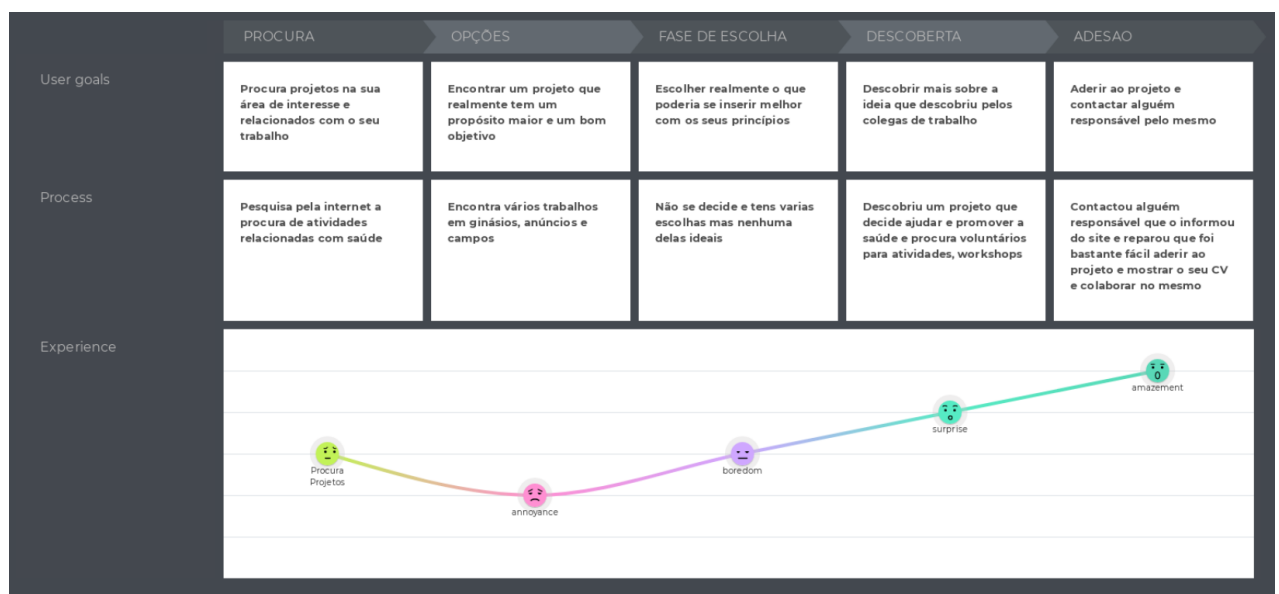 PROCURA
OPÇÕES
FASE DE ESCOLHA
DESCOBERTA
ADESAO
User goals
Procura projetos na sua
área de interesse e
relacionados com o seu
trabalho
Encontrar um projeto que
realmente tem um
propósito maior e um bom
objetivo
Escolher realmente o que
poderia se inserir melhor
com os seus princípios
Descobrir mais sobre a
ideia que descobriu pelos
colegas de trabalho
Aderir ao projeto e
contactar alguém
responsável pelo mesmo
Process
Pesquisa pela internet a
procura de atividades
relacionadas com saúde
Encontra vários trabalhos
em ginásios, anúncios e
campos
Não se decide e tens varias
escolhas mas nenhuma
delas ideais
Descobriu um projeto que
decide ajudar e promover a
saúde e procura voluntários
para atividades, workshops
Contactou alguém
responsável que o informou
do site e reparou que foi
bastante fácil aderir ao
projeto e mostrar o seu CV
e colaborar no mesmo
Experience
Procura
Projetos
annoyance
boredom
surprise
amazement